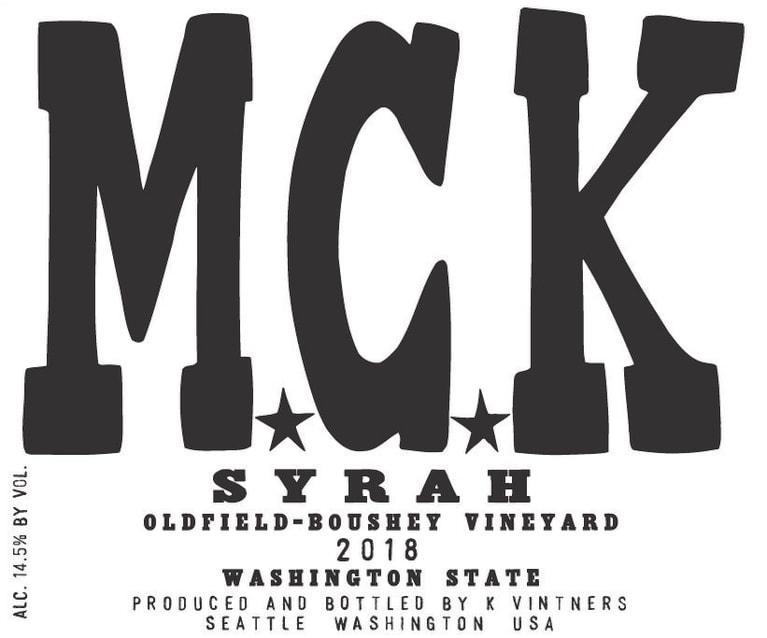 M★C★K
SYRAH
OLDFIELD-BOUSHEY VINEYARD
2018
WASHINGTON STATE
PRODUCED AND BOTTLED BY K VINTNERS
SEATTLE WASHINGTON USA
ALC. 14.5% BY VOL.